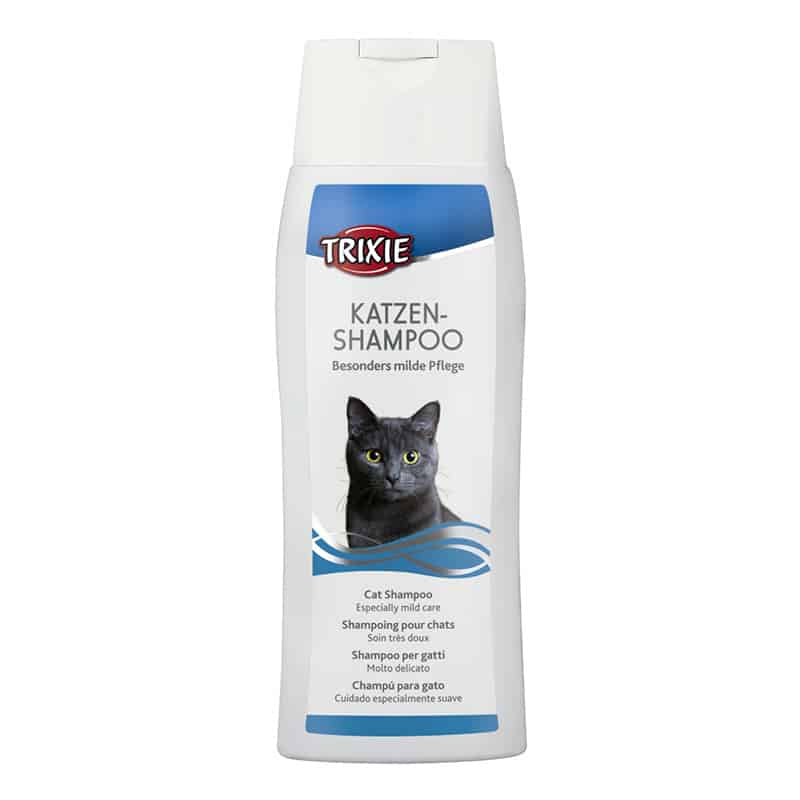 TRIXIE
KATZEN-
SHAMPOO
Besonders milde Pflege
Cat Shampoo
Especially mild care
Shampoing pour chats
Soin très doux
Shampoo per gatti
Molto delicato
Champú para gato
Cuidado especialmente suave